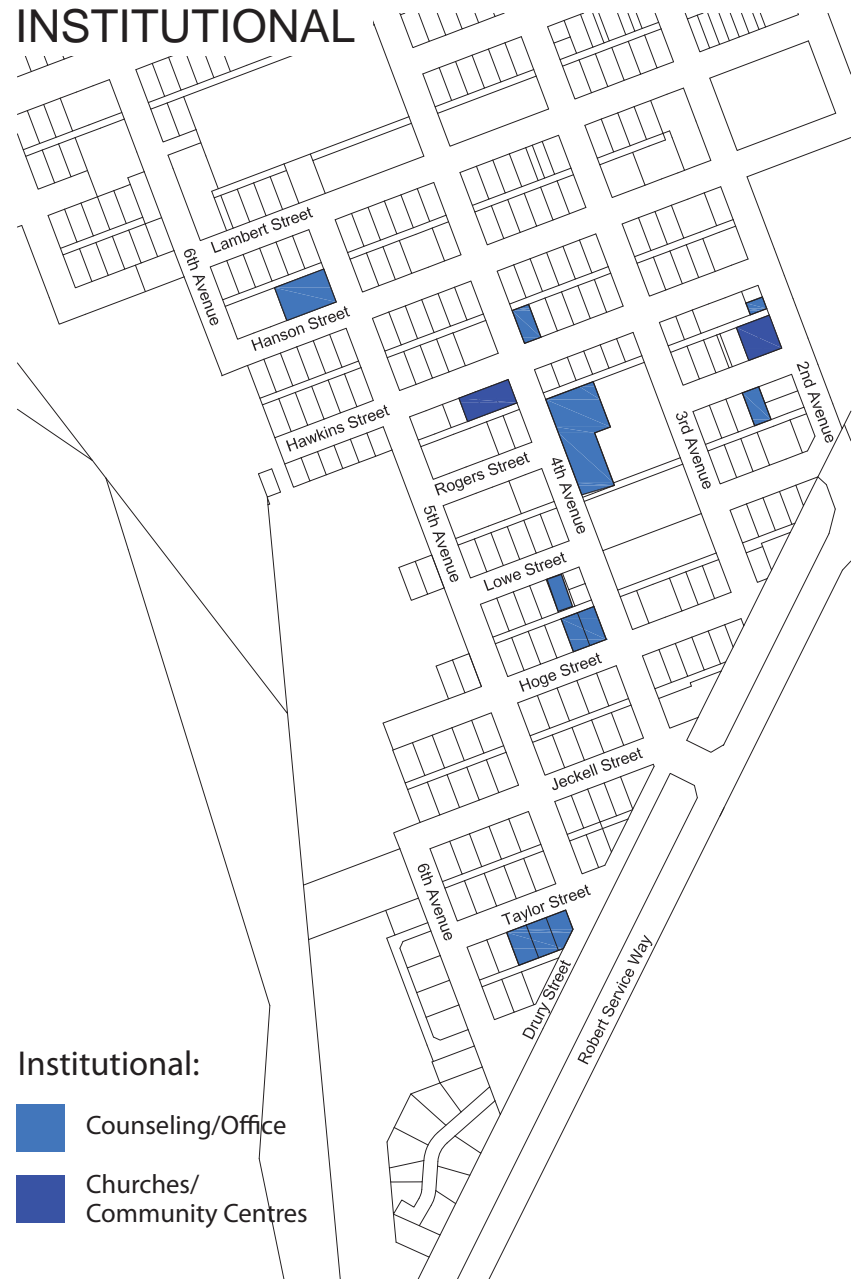 INSTITUTIONAL
Lambert Street
6th Avenue
Hanson Street
2nd Avenue
Hawkins Street
3rd Avenue
Rogers Street
4th Avenue
5th Avenue
Lowe Street
Hoge Street
Jeckell Street
6th Avenue
Taylor Street
Drury Street
Robert Service Way
Institutional:
Counseling/Office
Churches/
Community Centres